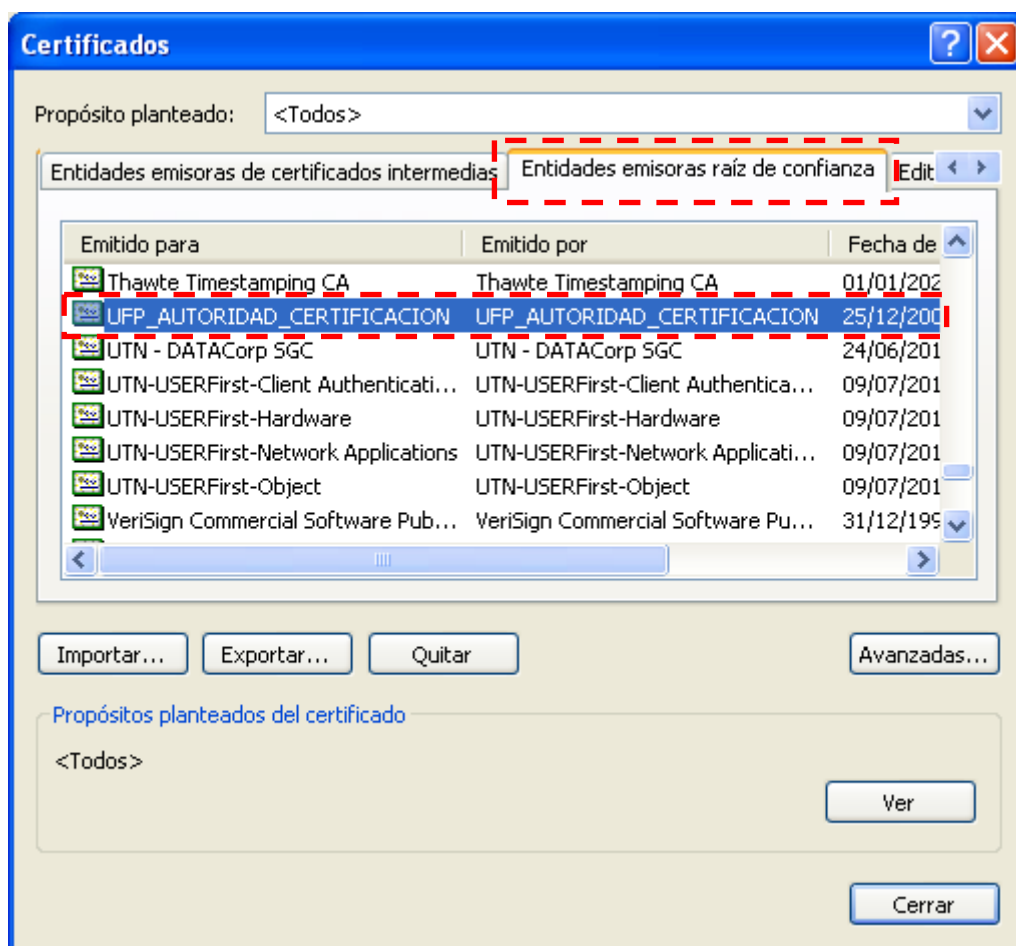 Certificados
Propósito planteado: <Todos>
Entidades emisoras de certificados intermedias Entidades emisoras raíz de confianza Edit
Emitido para Emitido por Fecha de
Thawte Timestamping CA Thawte Timestamping CA 01/01/202
UFP_AUTORIDAD_CERTIFICACION UFP_AUTORIDAD_CERTIFICACION 25/12/200
UTN - DATACorp SGC UTN - DATACorp SGC 24/06/201
UTN-USERFirst-Client Authenticati... UTN-USERFirst-Client Authentica... 09/07/201
UTN-USERFirst-Hardware UTN-USERFirst-Hardware 09/07/201
UTN-USERFirst-Network Applications UTN-USERFirst-Network Applicati... 09/07/201
UTN-USERFirst-Object UTN-USERFirst-Object 09/07/201
VeriSign Commercial Software Pub... VeriSign Commercial Software Pu... 31/12/199
Importar... Exportar... Quitar Avanzadas...
Propósitos planteados del certificado
<Todos>
Ver
Cerrar